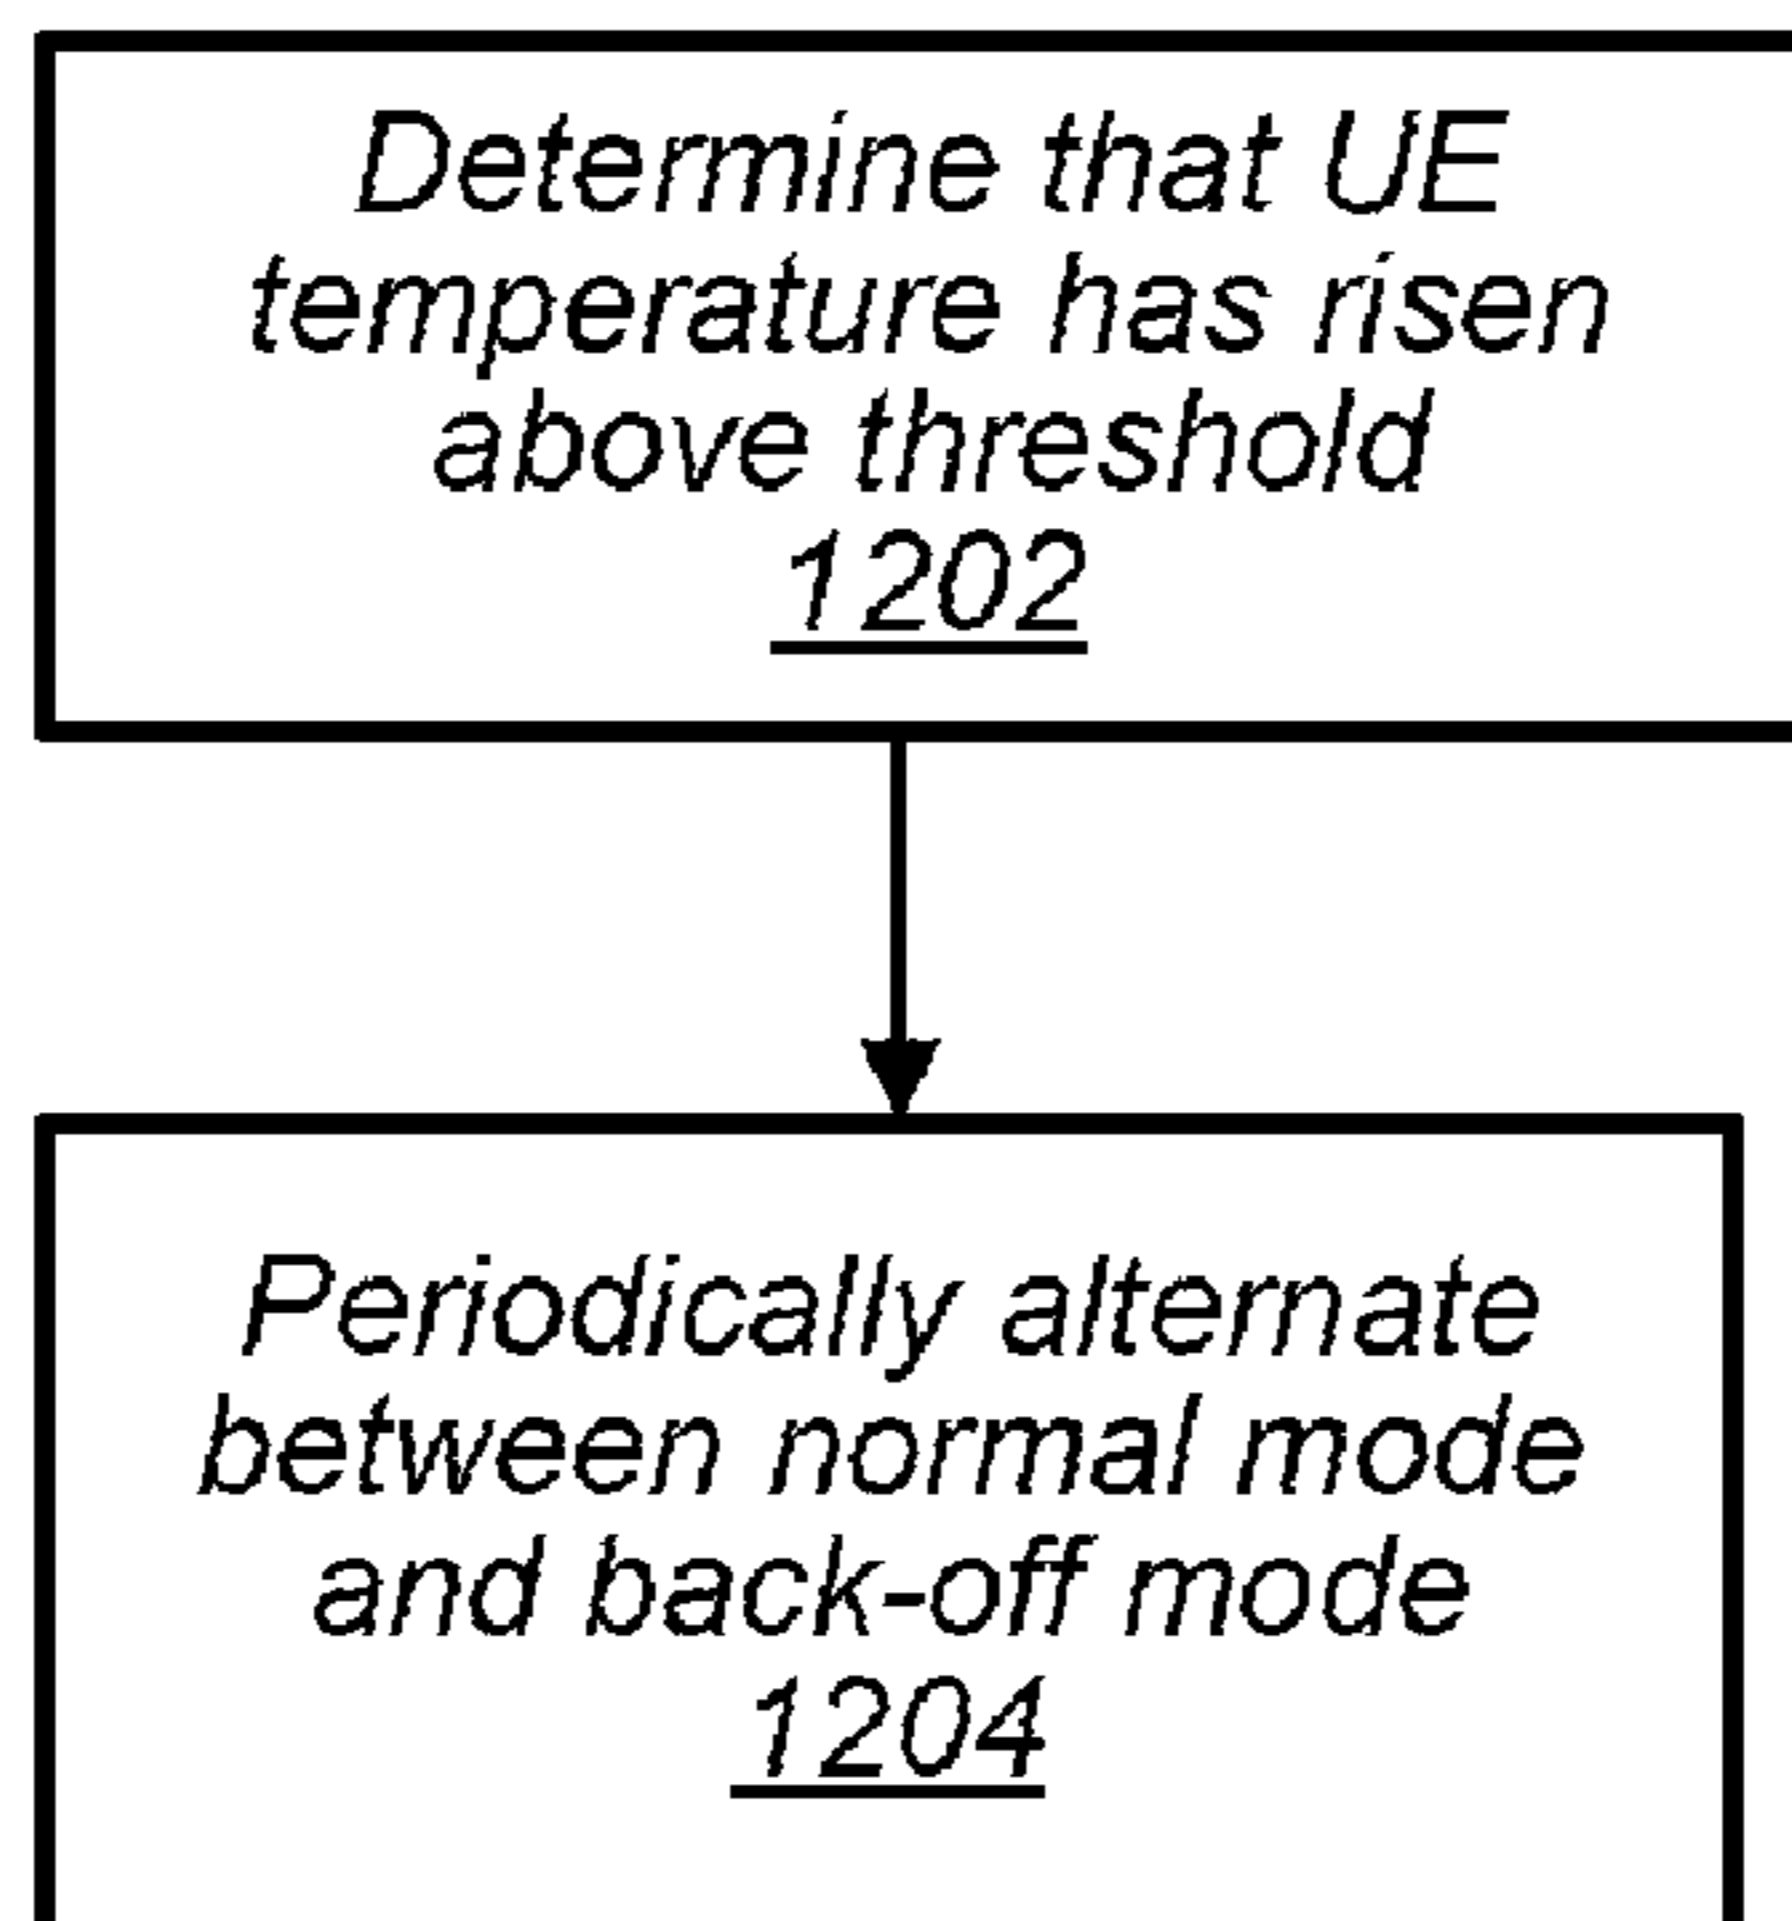 Determine that UE
temperature has risen
above threshold
1202
Periodically alternate
between normal mode
and back-off mode
1204